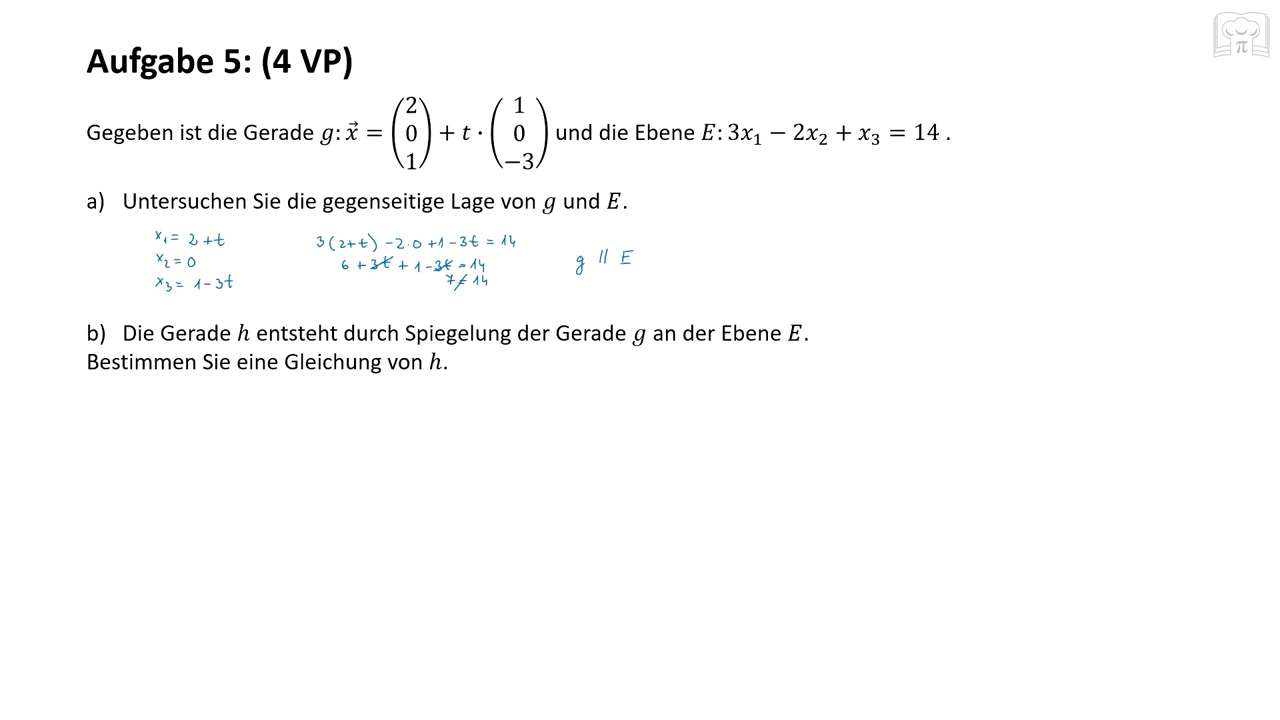 Aufgabe 5: (4 VP)
Gegeben ist die Gerade g: x⃗ = (2 0 1) + t · (1 0 −3) und die Ebene E: 3x₁ − 2x₂ + x₃ = 14 .
a) Untersuchen Sie die gegenseitige Lage von g und E.
x₁ = 2 + t
x₂ = 0
x₃ = 1 − 3t
3(2+t) − 2·0 + 1 − 3t = 14
6 + 3t + 1 − 3t = 14
7 ≠ 14
g // E
b) Die Gerade h entsteht durch Spiegelung der Gerade g an der Ebene E.
Bestimmen Sie eine Gleichung von h.
π